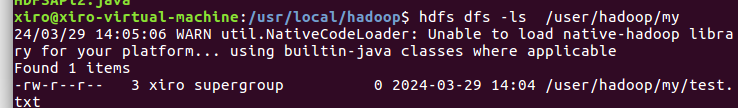 HDFSAPI2.java
xiro@xiro-virtual-machine:/usr/local/hadoop$ hdfs dfs -ls  /user/hadoop/my
24/03/29 14:05:06 WARN util.NativeCodeLoader: Unable to load native-hadoop libra
ry for your platform... using builtin-java classes where applicable
Found 1 items
-rw-r--r--   3 xiro supergroup          0 2024-03-29 14:04 /user/hadoop/my/test.
txt